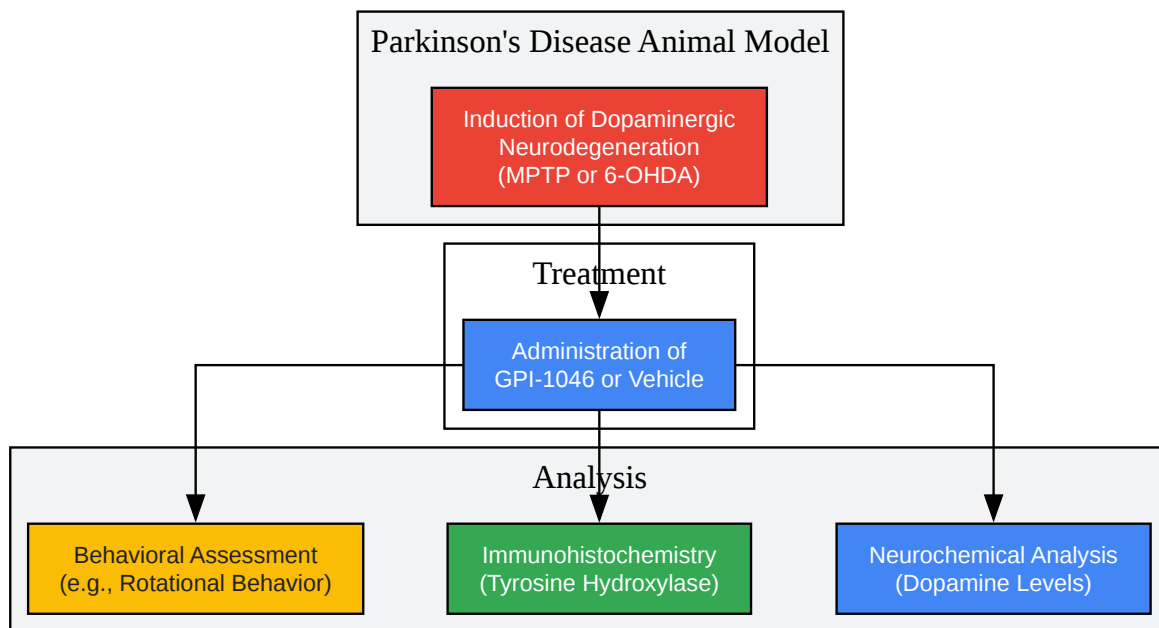 Parkinson's Disease Animal Model
Induction of Dopaminergic
Neurodegeneration
(MPTP or 6-OHDA)
Treatment
Administration of
GPI-1046 or Vehicle
Analysis
Behavioral Assessment
(e.g., Rotational Behavior)
Immunohistochemistry
(Tyrosine Hydroxylase)
Neurochemical Analysis
(Dopamine Levels)